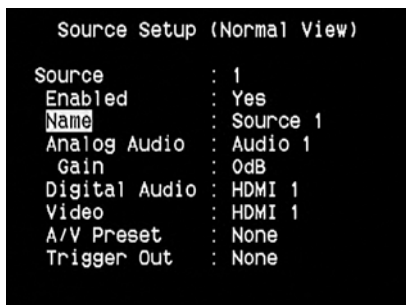 Source Setup (Normal View)
Source : 1
Enabled : Yes
Name : Source 1
Analog Audio : Audio 1
Gain : 0dB
Digital Audio : HDMI 1
Video : HDMI 1
A/V Preset : None
Trigger Out : None